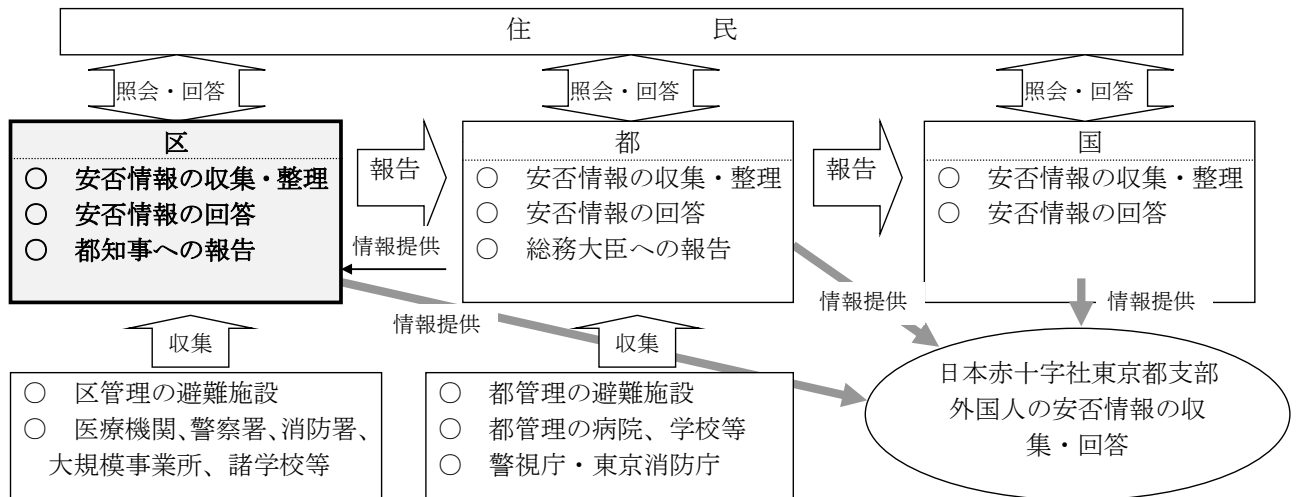 住　民
照会・回答
照会・回答
照会・回答
区
○　安否情報の収集・整理
○　安否情報の回答
○　都知事への報告
報告
情報提供
都
○　安否情報の収集・整理
○　安否情報の回答
○　総務大臣への報告
報告
国
○　安否情報の収集・整理
○　安否情報の回答
情報提供
情報提供
情報提供
収集
収集
○　区管理の避難施設
○　医療機関、警察署、消防署、
大規模事業所、諸学校等
○　都管理の避難施設
○　都管理の病院、学校等
○　警視庁・東京消防庁
日本赤十字社東京都支部
外国人の安否情報の収
集・回答